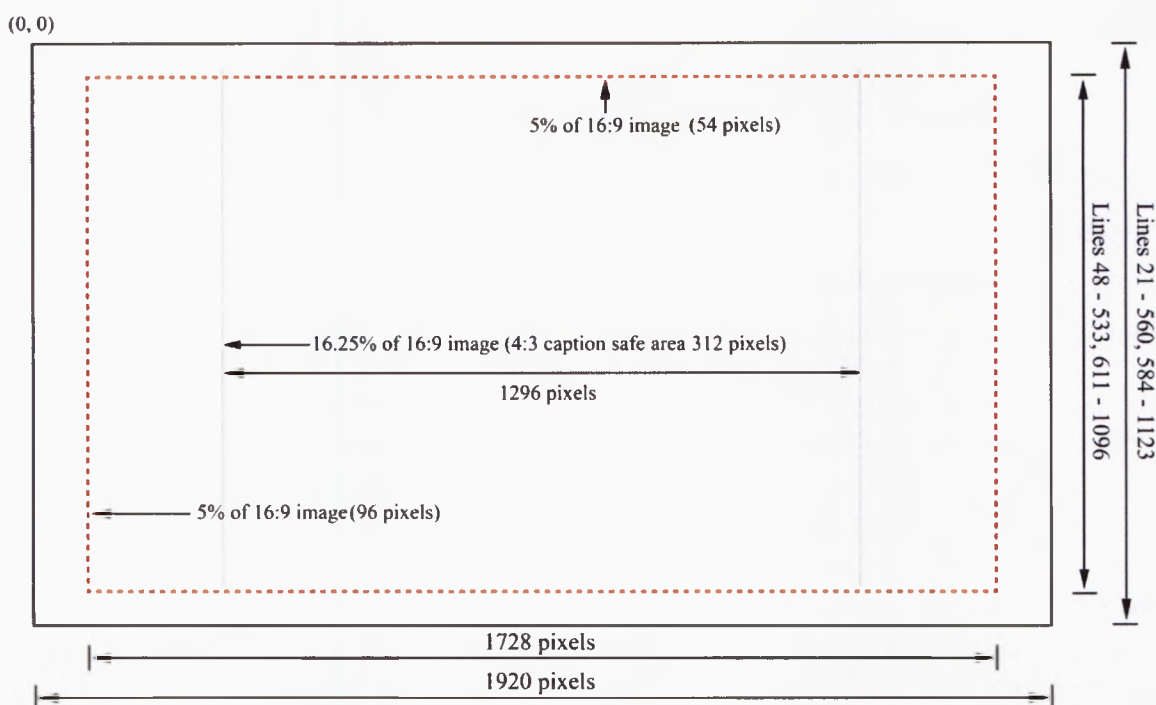 (0, 0)
5% of 16:9 image (54 pixels)
Lines 21 - 560, 584 - 1123
Lines 48 - 533, 611 - 1096
16.25% of 16:9 image (4:3 caption safe area 312 pixels)
1296 pixels
5% of 16:9 image (96 pixels)
1728 pixels
1920 pixels